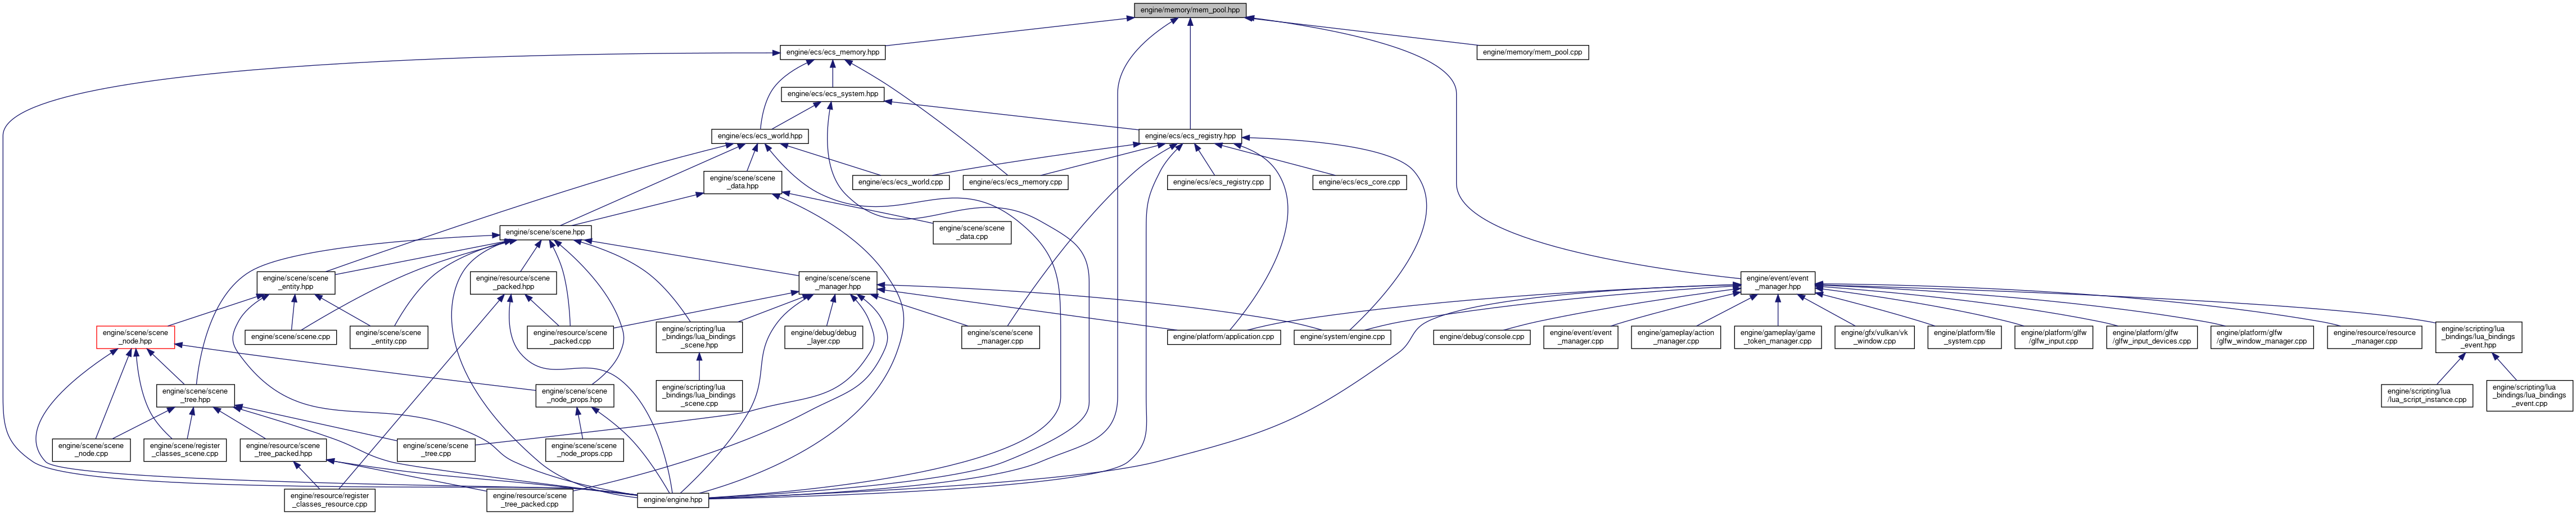 engine/memory/mem_pool.hpp
engine/ecs/ecs_memory.hpp
engine/memory/mem_pool.cpp
engine/ecs/ecs_system.hpp
engine/ecs/ecs_world.hpp
engine/ecs/ecs_registry.hpp
engine/scene/scene
_data.hpp
engine/ecs/ecs_world.cpp
engine/ecs/ecs_memory.cpp
engine/ecs/ecs_registry.cpp
engine/ecs/ecs_core.cpp
engine/scene/scene.hpp
engine/scene/scene
_data.cpp
engine/scene/scene
_entity.hpp
engine/resource/scene
_packed.hpp
engine/scene/scene
_manager.hpp
engine/event/event
_manager.hpp
engine/scene/scene
_node.hpp
engine/scene/scene.cpp
engine/scene/scene
_entity.cpp
engine/resource/scene
_packed.cpp
engine/scripting/lua
_bindings/lua_bindings
_scene.hpp
engine/debug/debug
_layer.cpp
engine/scene/scene
_manager.cpp
engine/platform/application.cpp
engine/system/engine.cpp
engine/debug/console.cpp
engine/event/event
_manager.cpp
engine/gameplay/action
_manager.cpp
engine/gameplay/game
_token_manager.cpp
engine/gfx/vulkan/vk
_window.cpp
engine/platform/file
_system.cpp
engine/platform/glfw
/glfw_input.cpp
engine/platform/glfw
/glfw_input_devices.cpp
engine/platform/glfw
/glfw_window_manager.cpp
engine/resource/resource
_manager.cpp
engine/scripting/lua
_bindings/lua_bindings
_event.hpp
engine/scene/scene
_tree.hpp
engine/scene/scene
_node_props.hpp
engine/scripting/lua
_bindings/lua_bindings
_scene.cpp
engine/scripting/lua
/lua_script_instance.cpp
engine/scripting/lua
_bindings/lua_bindings
_event.cpp
engine/scene/scene
_node.cpp
engine/scene/register
_classes_scene.cpp
engine/resource/scene
_tree_packed.hpp
engine/scene/scene
_tree.cpp
engine/scene/scene
_node_props.cpp
engine/resource/register
_classes_resource.cpp
engine/resource/scene
_tree_packed.cpp
engine/engine.hpp